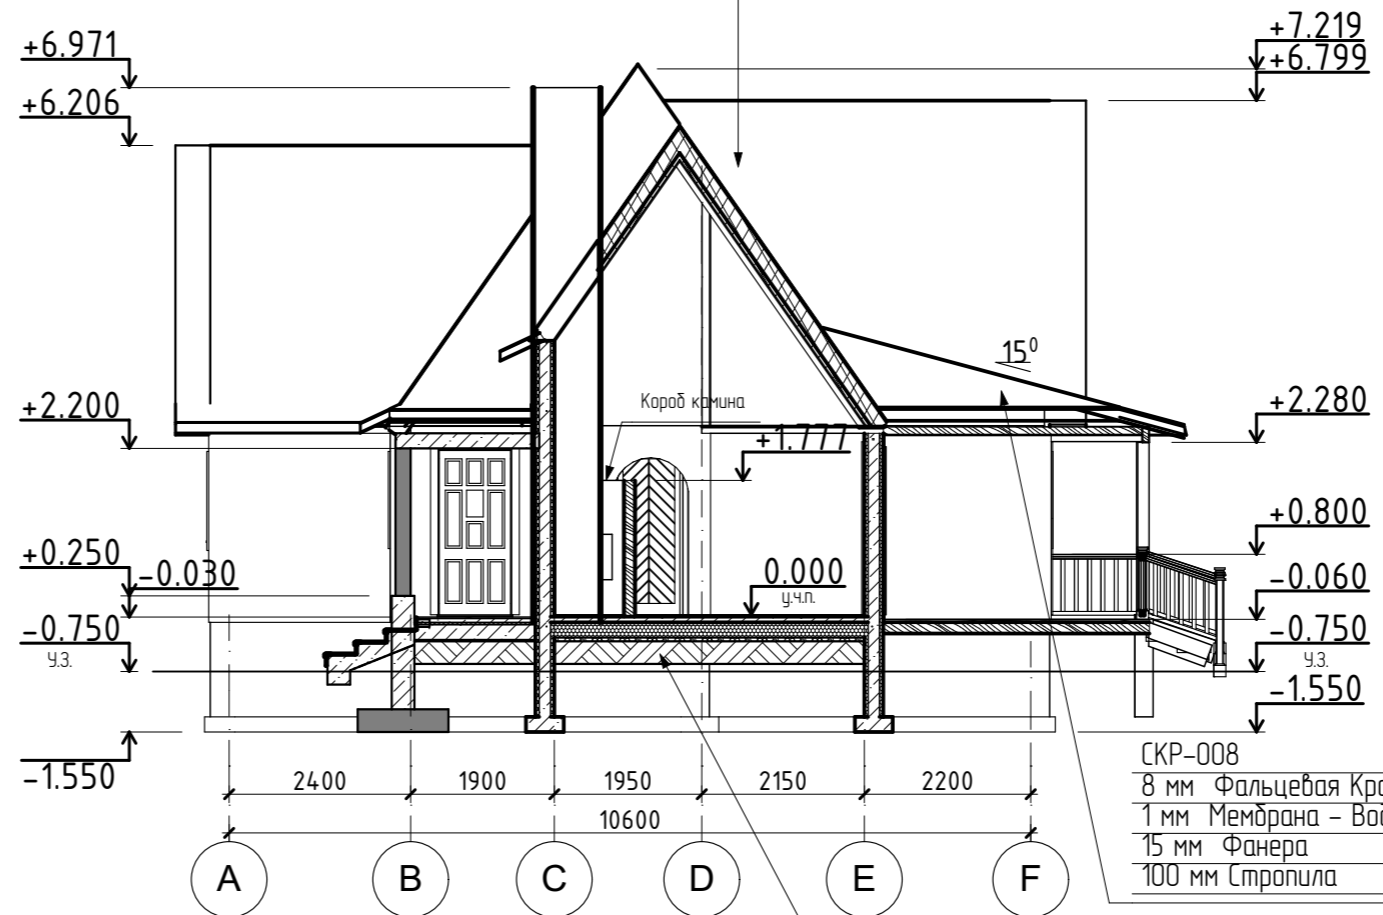 +6.971
+7.219
+6.799
+6.206
15⁰
Короб камина
+2.200
+2.280
+1.777
+0.800
+0.250
-0.030
0.000
у.ч.п.
-0.060
-0.750
У.З.
-0.750
У.З.
-1.550
-1.550
2400 1900 1950 2150 2200
10600
A B C D E F
СКР-008
8 мм Фальцевая
1 мм Мембрана -
15 мм Фанера
100 мм Стропила